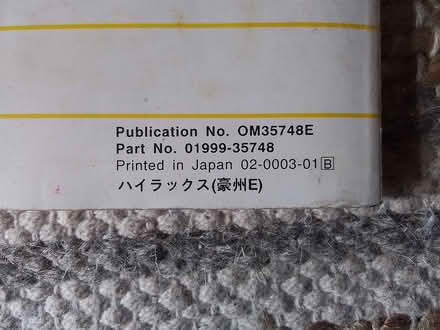 Publication No. OM35748E
Part No. 01999-35748
Printed in Japan 02-0003-01 B
ハイラックス(豪州E)